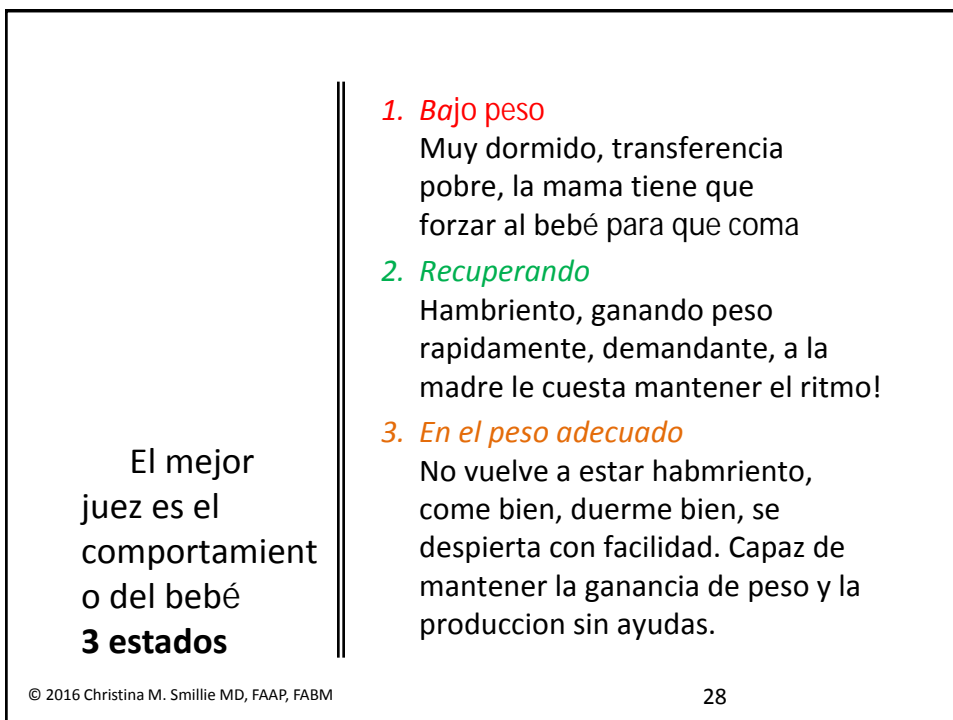 El mejor
juez es el
comportamient
o del bebé
3 estados
1. Bajo peso
Muy dormido, transferencia
pobre, la mama tiene que
forzar al bebé para que coma
2. Recuperando
Hambriento, ganando peso
rapidamente, demandante, a la
madre le cuesta mantener el ritmo!
3. En el peso adecuado
No vuelve a estar habmriento,
come bien, duerme bien, se
despierta con facilidad. Capaz de
mantener la ganancia de peso y la
produccion sin ayudas.
© 2016 Christina M. Smillie MD, FAAP, FABM
28